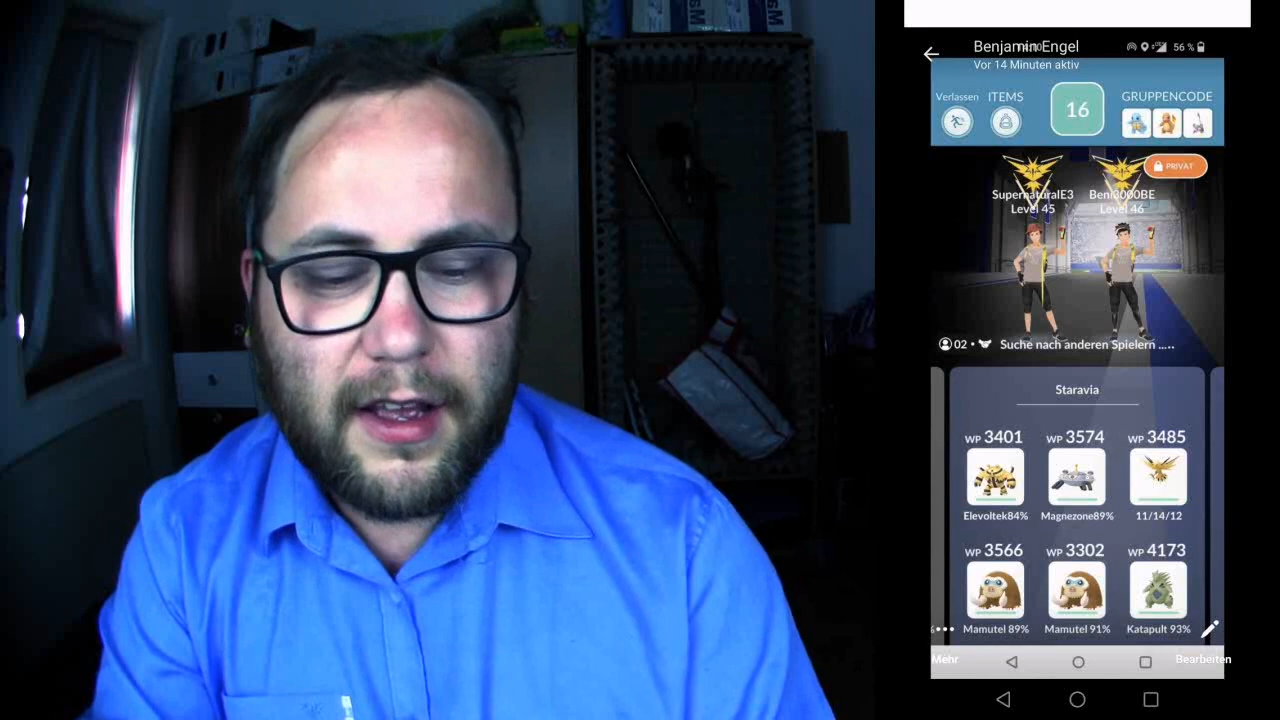 Benjamin Engel
56 %
Vor 14 Minuten aktiv
Verlassen
ITEMS
16
GRUPPENCODE
PRIVAT
SupernaturalE3
Level 45
Beni3000BE
Level 46
02 • Suche nach anderen Spielern .....
Staravia
WP 3401
WP 3574
WP 3485
Elevoltek84%
Magnezone89%
11/14/12
WP 3566
WP 3302
WP 4173
Mamutel 89%
Mamutel 91%
Katapult 93%
Mehr
Bearbeiten